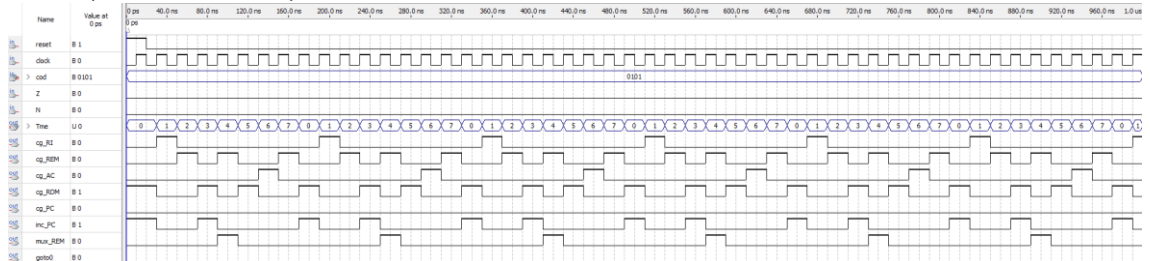 Name Value at 0 ps 0 ps 40.0 ns 80.0 ns 120.0 ns 160.0 ns 200.0 ns 240.0 ns 280.0 ns 320.0 ns 360.0 ns 400.0 ns 440.0 ns 480.0 ns 520.0 ns 560.0 ns 600.0 ns 640.0 ns 680.0 ns 720.0 ns 760.0 ns 800.0 ns 840.0 ns 880.0 ns 920.0 ns 960.0 ns 1.0 us
0 ps
reset B 1
clock B 0
> cod B 0101 0101
Z B 0
N B 0
> Tme U 0 0 1 2 3 4 5 6 7 0 1 2 3 4 5 6 7 0 1 2 3 4 5 6 7 0 1 2 3 4 5 6 7 0 1 2 3 4 5 6 7 0 1 2 3 4 5 6 7 0 1
cg_RI B 0
cg_REM B 0
cg_AC B 0
cg_RDM B 1
cg_PC B 0
inc_PC B 1
mux_REM B 0
goto0 B 0